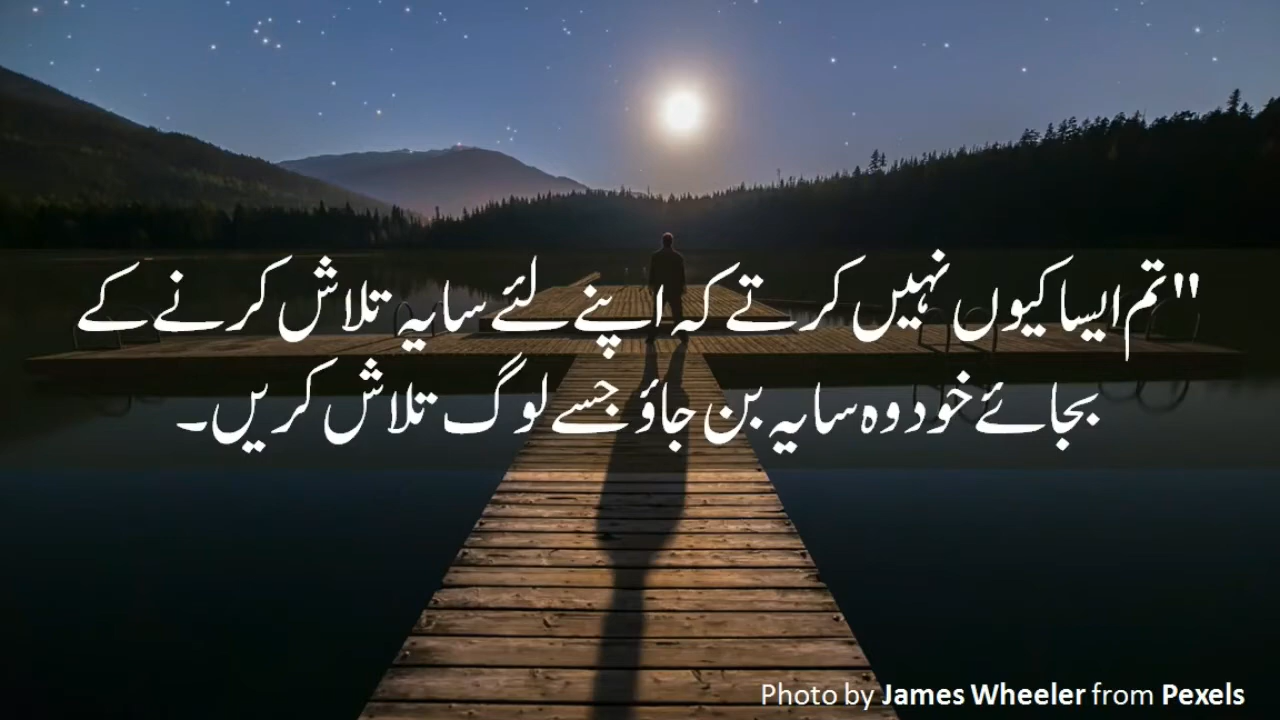 "تم ایسا کیوں نہیں کرتے کہ اپنے لئے سایہ تلاش کرنے کے
بجائے خود وہ سایہ بن جاؤ جسے لوگ تلاش کریں۔
Photo by James Wheeler from Pexels